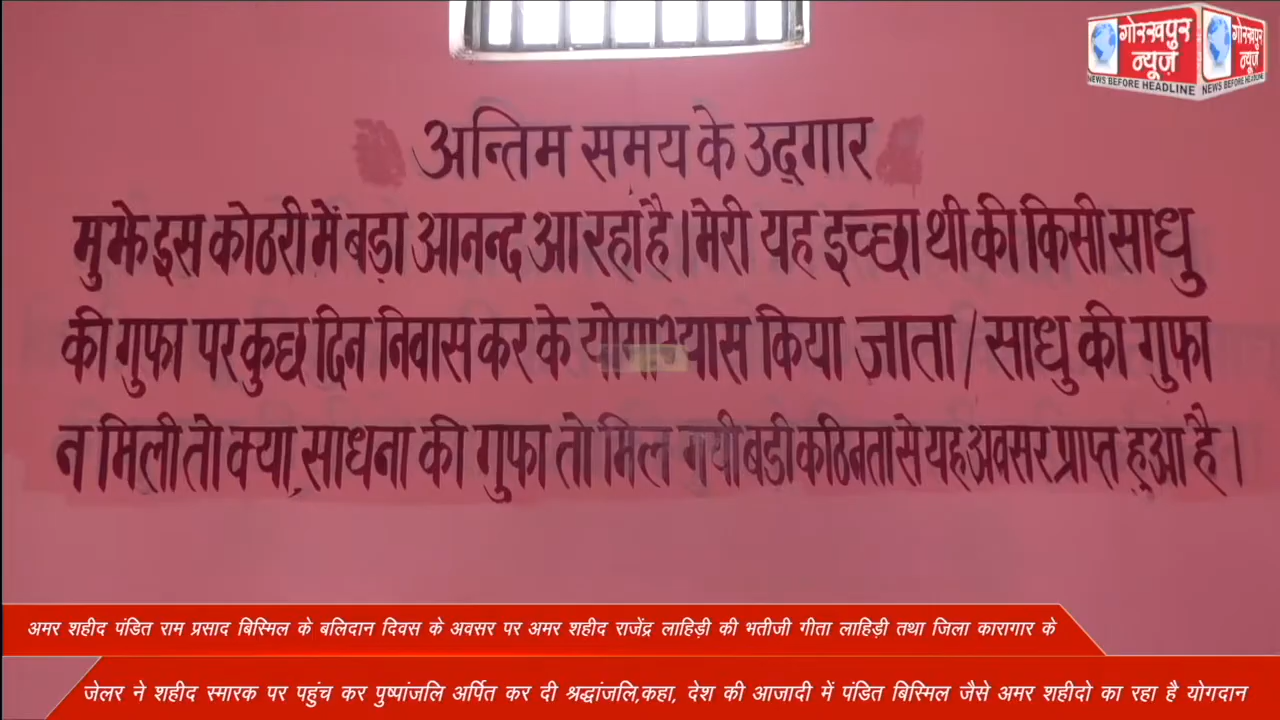 गोरखपुर
न्यूज़
NEWS BEFORE HEADLINE
गोरखपुर
न्यूज़
NEWS BEFORE HEADLINE
अन्तिम समय के उद्गार
मुझे इस कोठरी में बड़ा आनन्द आ रहा है। मेरी यह इच्छा थी की किसी साधु
की गुफा पर कुछ दिन निवास कर के योगाभ्यास किया जाता / साधु की गुफा
न मिली तो क्या, साधना की गुफा तो मिल गयी बड़ी कठिनता से यह अवसर प्राप्त हुआ है।
अमर शहीद पंडित राम प्रसाद बिस्मिल के बलिदान दिवस के अवसर पर अमर शहीद राजेंद्र लाहिड़ी की भतीजी गीता लाहिड़ी तथा जिला कारागार के
जेलर ने शहीद स्मारक पर पहुंच कर पुष्पांजलि अर्पित कर दी श्रद्धांजलि,कहा, देश की आजादी में पंडित बिस्मिल जैसे अमर शहीदो का रहा है योगदान